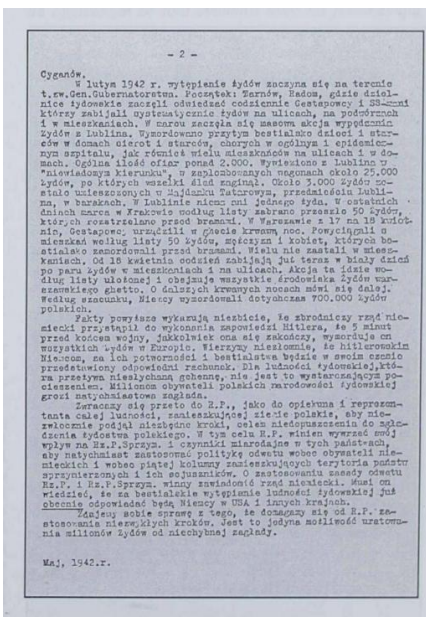 - 2 -
Cyganów.
W lutym 1942 r. wytępienie żydów zaczyna się na terenie
t.zw.Gen.Gubernatorstwa. Początek: Tarnów, Radom, gdzie dziel-
nice żydowskie zaczęli odwiedzać codziennie Gestapowcy i SS-mani
którzy zabijali systematycznie żydów na ulicach, na podwórzach
i w mieszkaniach. W marcu zaczęła się masowa akcja wypędzania
Żydów z Lublina. Wymordowano przytym bestialsko dzieci i star-
ców w domach sierot i starców, chorych w ogólnym i epidemicz-
nym szpitalu, jak również wielu mieszkańców na ulicach i w do-
mach. Ogólna ilość ofiar ponad 2.000. Wywieziono z Lublina w
"niewiadomym kierunku", w zaplombowanych wagonach około 25.000
żydów, po których wszelki ślad zaginął. Około 3.000 Żydów zo-
stało umieszczonych w Majdanku Tatarowym, przedmieściu Lubli-
na, w barakach. W Lublinie niema ani jednego żyda. W ostatnich
dniach marca w Krakowie według listy zabrano przeszło 50 żydów,
których rozstrzelano przed bramami. W Warszawie z 17 na 18 kwiet-
nia, Gestapowcy urządzili w ghecie krwawą noc. Powyciągali z
mieszkań według listy 50 żydów, mężczyzn i kobiet, których be-
stialsko zamordowali przed bramami. Wielu nie zastali w miesz-
kaniach. Od 18 kwietnia codzień zabijają już teraz w biały dzień
po paru żydów w mieszkaniach i na ulicach. Akcja ta idzie we-
dług listy ułożonej i obejmuje wszystkie środowiska żydów war-
szawskiego ghetto. O dalszych krwawych nocach mówi się dalej.
Według szacunku, Niemcy wymordowali dotychczas 700.000 żydów
polskich.
Fakty powyższe wykazują niezbicie, że zbrodniczy rząd nie-
miecki przystąpił do wykonania zapowiedzi Hitlera, że 5 minut
przed końcem wojny, jakkolwiek ona się zakończy, wymorduje on
wszystkich żydów w Europie. Wierzymy niezłomnie, że hitlerowskim
Niemcom, za ich potworności i bestialstwa będzie w swoim czasie
przedstawiony odpowiedni rachunek. Dla ludności żydowskiej,któ-
ra przeżywa niesłychaną gehennę, nie jest to wystarczającym po-
cieszeniem. Milionom obywateli polskich narodowości żydowskiej
grozi natychmiastowa zagłada.
Zwracamy się przeto do R.P., jako do opiekuna i reprezen-
tanta całej ludności, zamieszkującej ziemie polskie, aby nie-
zwłocznie podjął niezbędne kroki, celem niedopuszczenia do zgła-
dzenia żydostwa polskiego. W tym celu R.P. winien wywrzeć swój
wpływ na Rz.P.Sprzym. i czynniki miarodajne w tych państwach,
aby natychmiast zastosować politykę odwetu wobec obywateli nie-
mieckich i wobec piątej kolumny zamieszkujących terytoria państw
sprzymierzonych i ich sojuszników. O zastosowaniu zasady odwetu
Rz.P. i Rz.P.Sprzym. winny zawiadomić rząd niemiecki. Musi on
wiedzieć, że za bestialskie wytępienie ludności żydowskiej już
obecnie odpowiadać będą Niemcy w USA i innych krajach.
Zdajemy sobie sprawę z tego, że domagamy się od R.P. za-
stosowania niezwykłych kroków. Jest to jedyna możliwość uratowa-
nia milionów Żydów od niechybnej zagłady.
Maj, 1942.r.